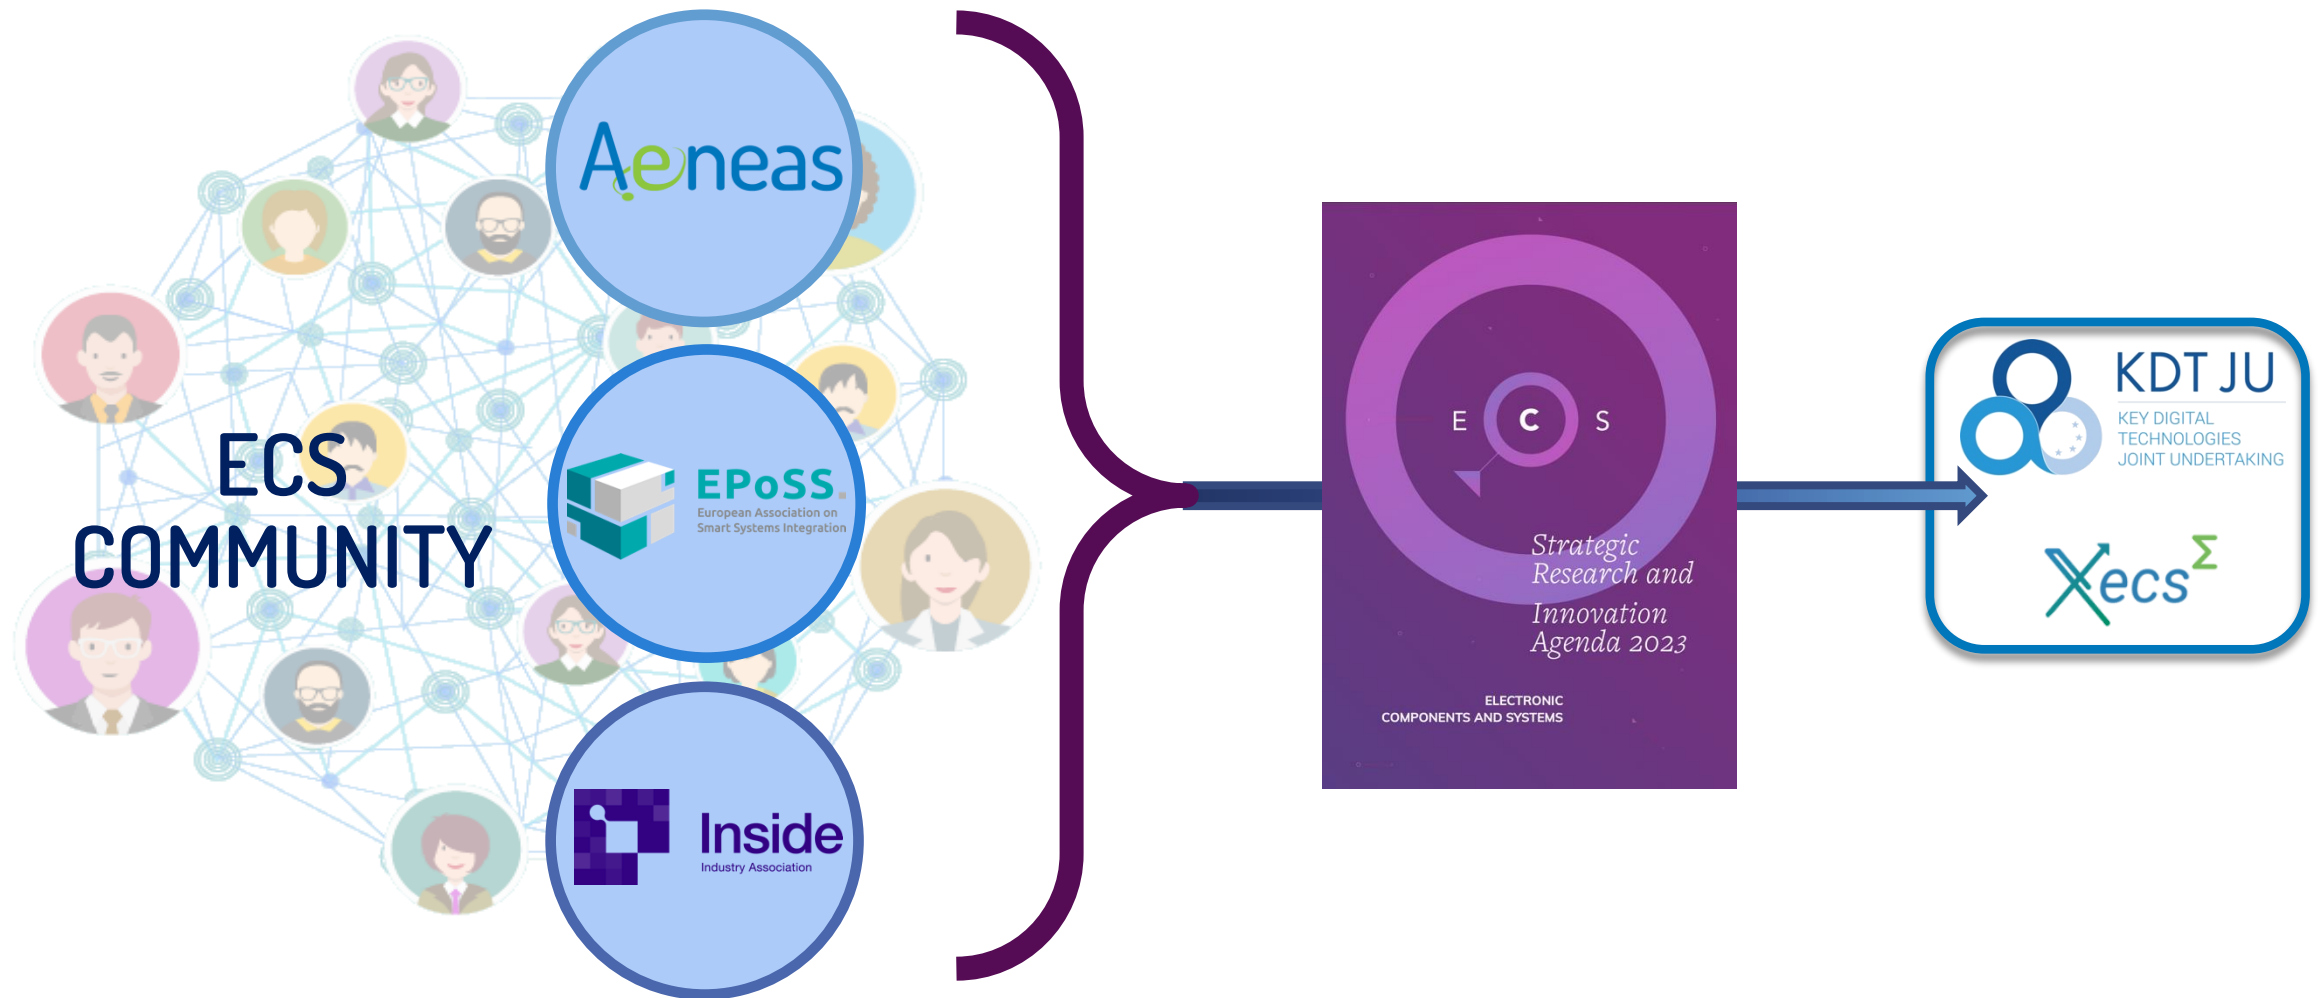 ECS
COMMUNITY
Aeneas
EPoSS.
European Association on
Smart Systems Integration
Inside
Industry Association
E C S
Strategic
Research and
Innovation
Agenda 2023
ELECTRONIC
COMPONENTS AND SYSTEMS
KDT JU
KEY DIGITAL
TECHNOLOGIES
JOINT UNDERTAKING
Xecs Σ